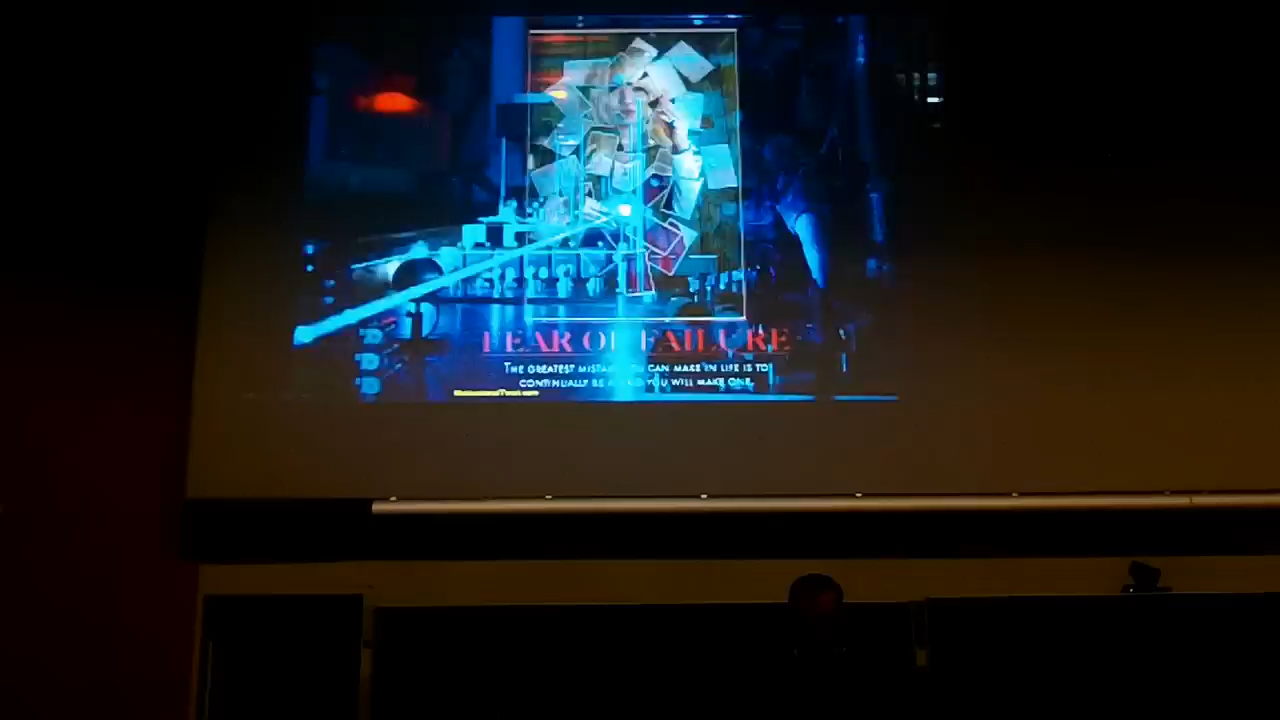 FEAR OF FAILURE
THE GREATEST MISTAKE YOU CAN MAKE IN LIFE IS TO
CONTINUALLY BE AFRAID YOU WILL MAKE ONE.